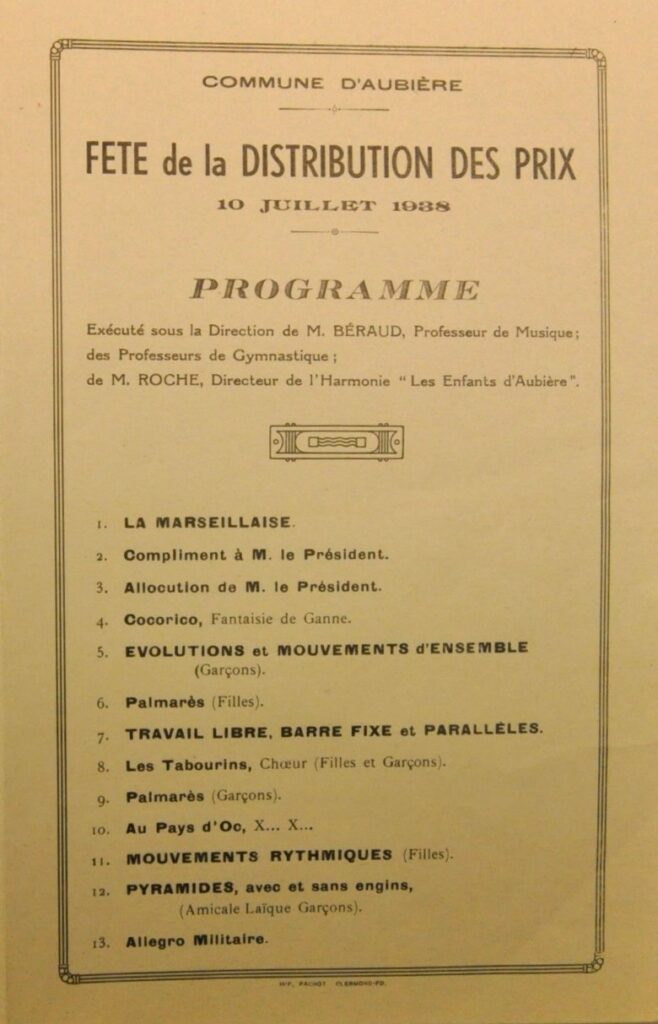 COMMUNE D'AUBIÈRE
FETE de la DISTRIBUTION DES PRIX
10 JUILLET 1938
PROGRAMME
Exécuté sous la Direction de M. BÉRAUD, Professeur de Musique;
des Professeurs de Gymnastique;
de M. ROCHE, Directeur de l'Harmonie "Les Enfants d'Aubière".
1. LA MARSEILLAISE.
2. Compliment à M. le Président.
3. Allocution de M. le Président.
4. Cocorico, Fantaisie de Ganne.
5. EVOLUTIONS et MOUVEMENTS d'ENSEMBLE
(Garçons).
6. Palmarès (Filles).
7. TRAVAIL LIBRE, BARRE FIXE et PARALLÈLES.
8. Les Tabourins, Chœur (Filles et Garçons).
9. Palmarès (Garçons).
10. Au Pays d'Oc, X... X...
11. MOUVEMENTS RYTHMIQUES (Filles).
12. PYRAMIDES, avec et sans engins,
(Amicale Laïque Garçons).
13. Allegro Militaire.
IMP. PACHOT CLERMONT-FD.